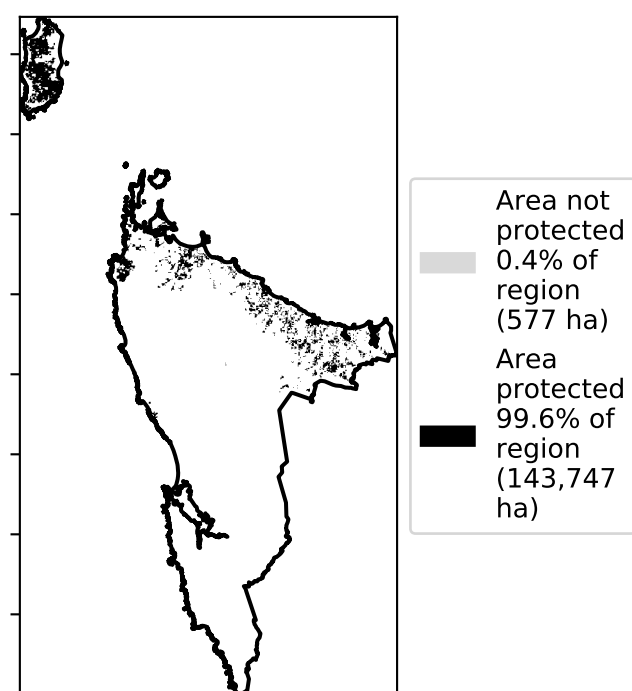 Area not
protected
0.4% of
region
(577 ha)
Area
protected
99.6% of
region
(143,747
ha)